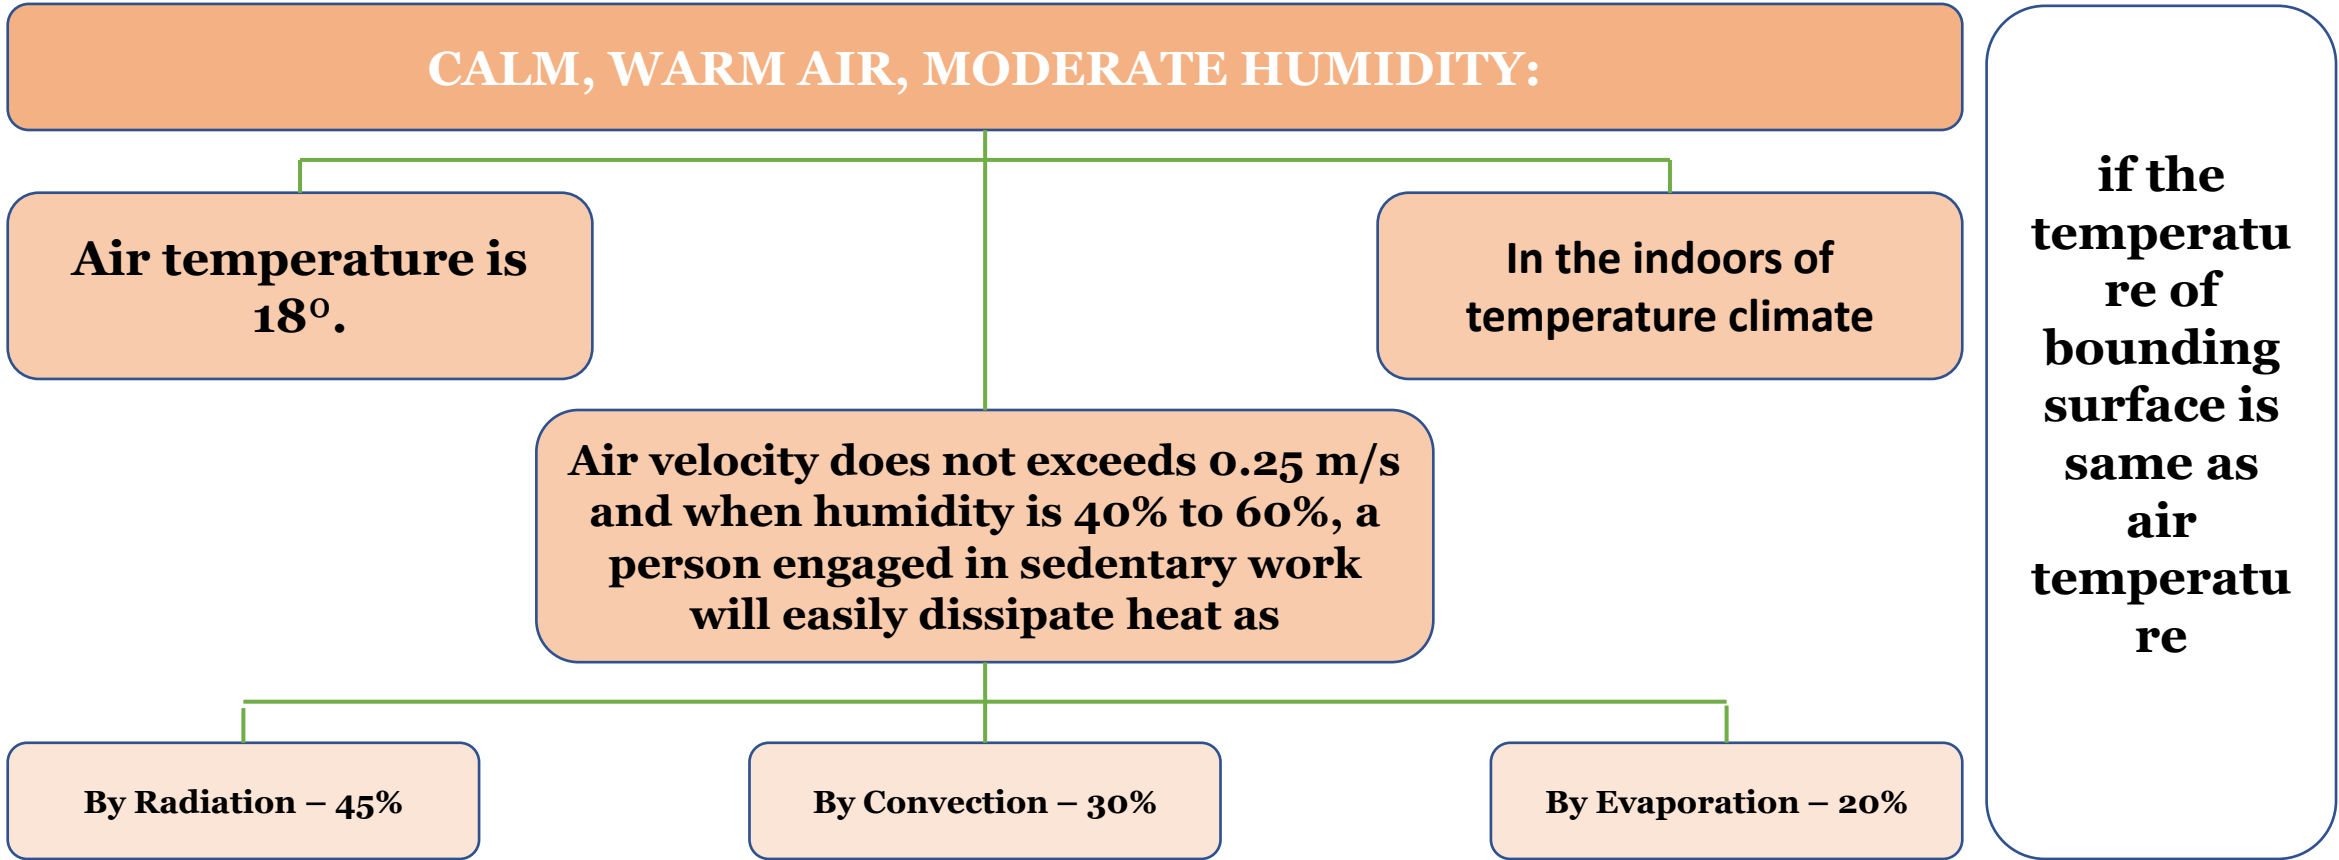 CALM, WARM AIR, MODERATE HUMIDITY:
Air temperature is
18⁰.
In the indoors of
temperature climate
Air velocity does not exceeds 0.25 m/s
and when humidity is 40% to 60%, a
person engaged in sedentary work
will easily dissipate heat as
By Radiation – 45%
By Convection – 30%
By Evaporation – 20%
if the
temperatu
re of
bounding
surface is
same as
air
temperatu
re